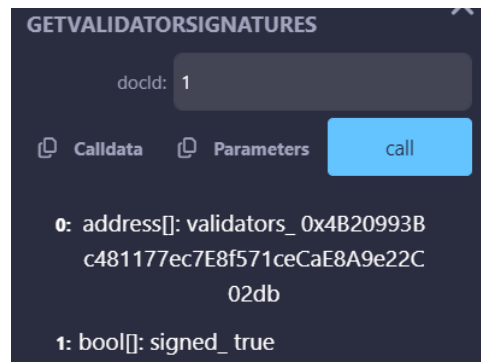 GETVALIDATORSIGNATURES
docId: 1
Calldata Parameters call
0: address[]: validators_ 0x4B20993B
c481177ec7E8f571ceCaE8A9e22C
02db
1: bool[]: signed_ true